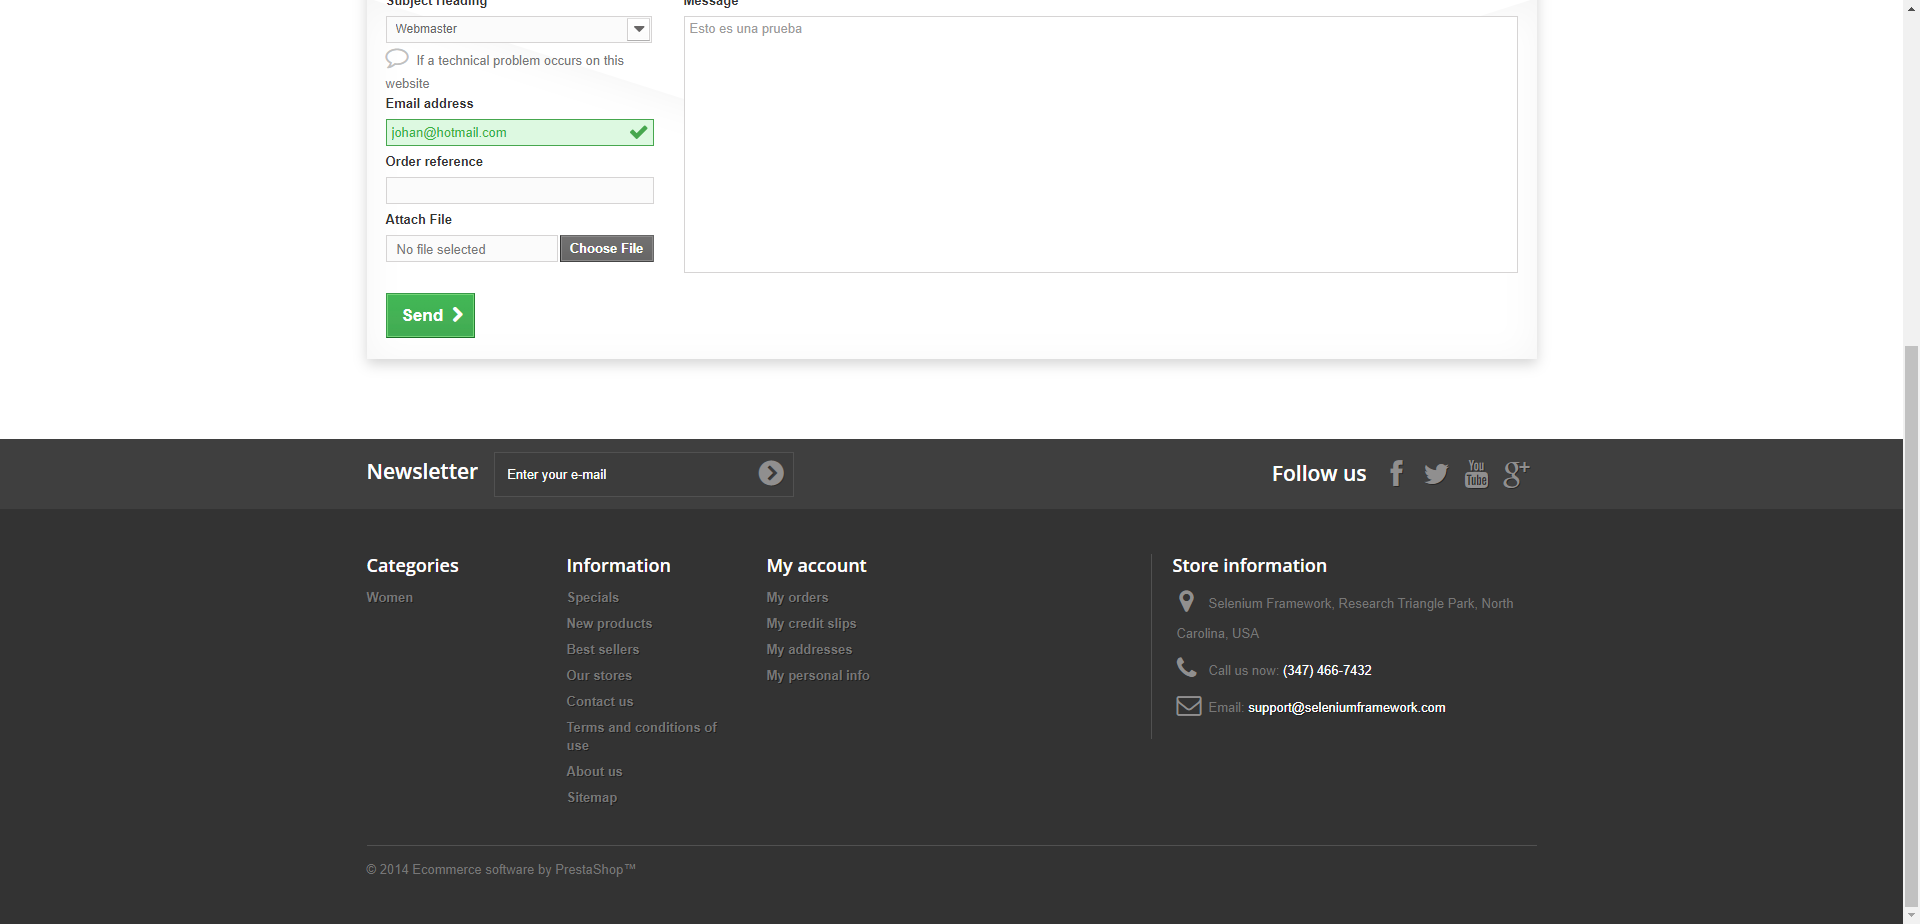 Subject Heading
Webmaster
If a technical problem occurs on this
website
Email address
johan@hotmail.com
Order reference
Attach File
No file selected
Choose File
Send
Message
Esto es una prueba
Newsletter
Enter your e-mail
Follow us
You
Tube
g+
Categories
Women
Information
Specials
New products
Best sellers
Our stores
Contact us
Terms and conditions of
use
About us
Sitemap
My account
My orders
My credit slips
My addresses
My personal info
Store information
Selenium Framework, Research Triangle Park, North
Carolina, USA
Call us now: (347) 466-7432
Email: support@seleniumframework.com
© 2014 Ecommerce software by PrestaShop™